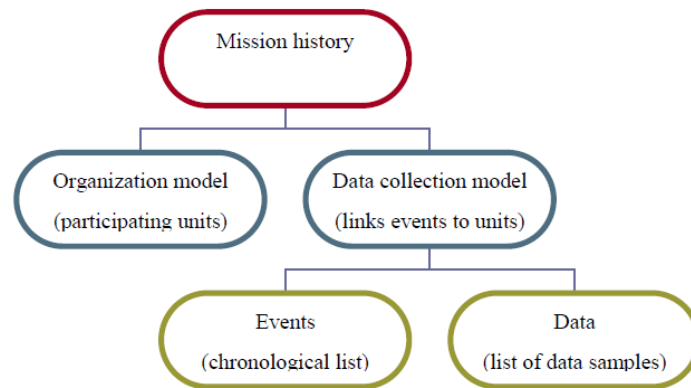 Mission history
Organization model
(participating units)
Data collection model
(links events to units)
Events
(chronological list)
Data
(list of data samples)